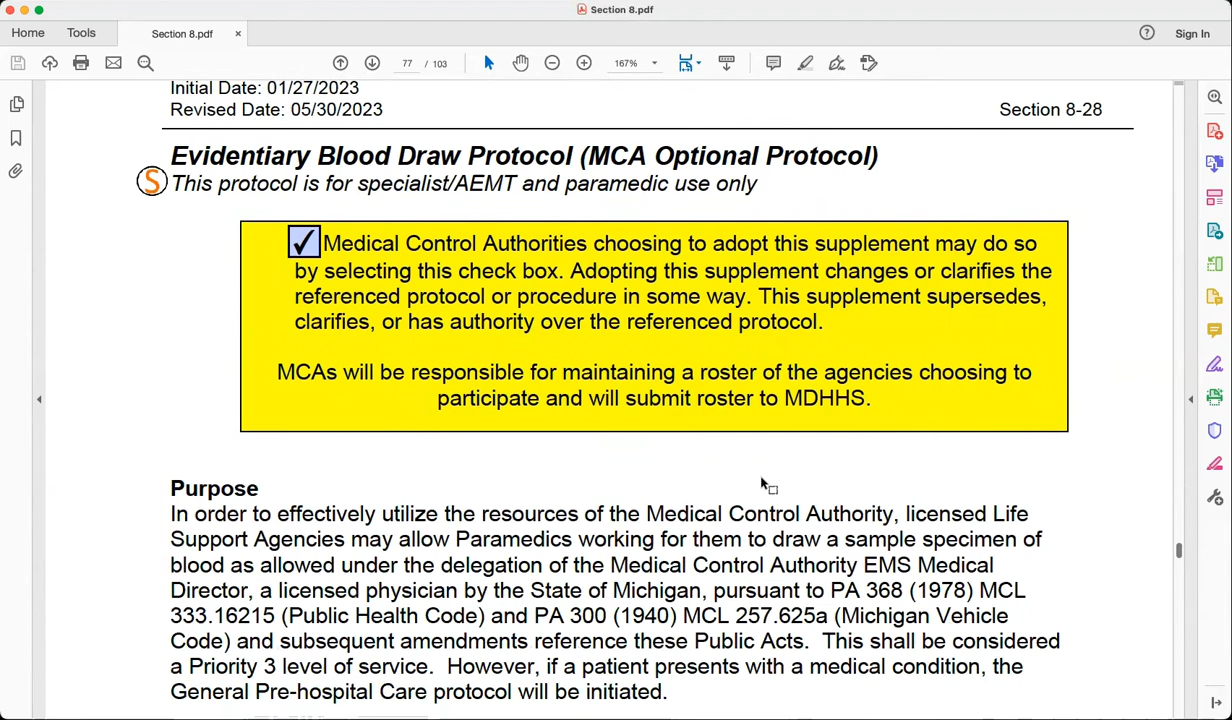 Section 8.pdf
Home
Tools
Section 8.pdf
×
Sign In
77 / 103
167%
Initial Date: 01/27/2023
Revised Date: 05/30/2023
Section 8-28
Evidentiary Blood Draw Protocol (MCA Optional Protocol)
S This protocol is for specialist/AEMT and paramedic use only
✓ Medical Control Authorities choosing to adopt this supplement may do so
by selecting this check box. Adopting this supplement changes or clarifies the
referenced protocol or procedure in some way. This supplement supersedes,
clarifies, or has authority over the referenced protocol.
MCAs will be responsible for maintaining a roster of the agencies choosing to
participate and will submit roster to MDHHS.
Purpose
In order to effectively utilize the resources of the Medical Control Authority, licensed Life
Support Agencies may allow Paramedics working for them to draw a sample specimen of
blood as allowed under the delegation of the Medical Control Authority EMS Medical
Director, a licensed physician by the State of Michigan, pursuant to PA 368 (1978) MCL
333.16215 (Public Health Code) and PA 300 (1940) MCL 257.625a (Michigan Vehicle
Code) and subsequent amendments reference these Public Acts.  This shall be considered
a Priority 3 level of service.  However, if a patient presents with a medical condition, the
General Pre-hospital Care protocol will be initiated.